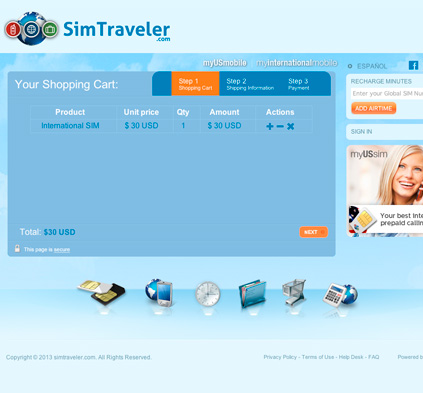 SimTraveler
.com
myUSmobile myinternationalmobile
ESPAÑOL
Your Shopping Cart:
Step 1
Shopping Cart
Step 2
Shipping Information
Step 3
Payment
RECHARGE MINUTES
Enter your Global SIM Nu
ADD AIRTIME
SIGN IN
Product Unit price Qty Amount Actions
International SIM $ 30 USD 1 $ 30 USD
myUSsim
Your best Inte
prepaid callin
Total: $30 USD
NEXT
This page is secure
Copyright © 2013 simtraveler.com. All Rights Reserved.
Privacy Policy - Terms of Use - Help Desk - FAQ
Powered b